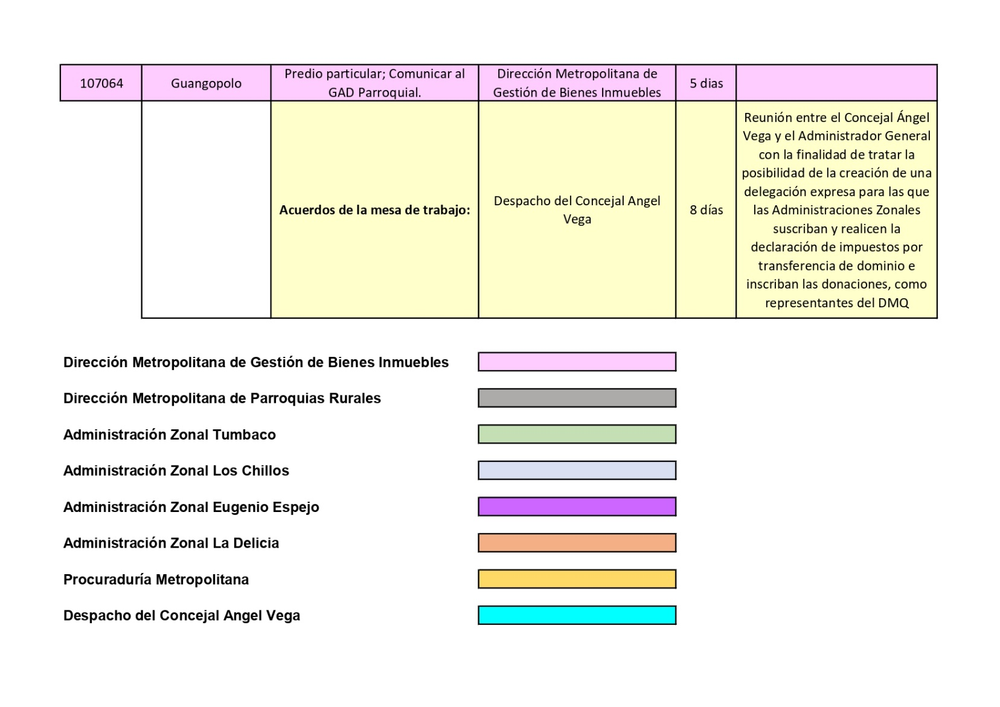 107064
Guangopolo
Predio particular; Comunicar al
GAD Parroquial.
Dirección Metropolitana de
Gestión de Bienes Inmuebles
5 dias
Acuerdos de la mesa de trabajo:
Despacho del Concejal Angel
Vega
8 días
Reunión entre el Concejal Ángel
Vega y el Administrador General
con la finalidad de tratar la
posibilidad de la creación de una
delegación expresa para las que
las Administraciones Zonales
suscriban y realicen la
declaración de impuestos por
transferencia de dominio e
inscriban las donaciones, como
representantes del DMQ
Dirección Metropolitana de Gestión de Bienes Inmuebles
Dirección Metropolitana de Parroquias Rurales
Administración Zonal Tumbaco
Administración Zonal Los Chillos
Administración Zonal Eugenio Espejo
Administración Zonal La Delicia
Procuraduría Metropolitana
Despacho del Concejal Angel Vega